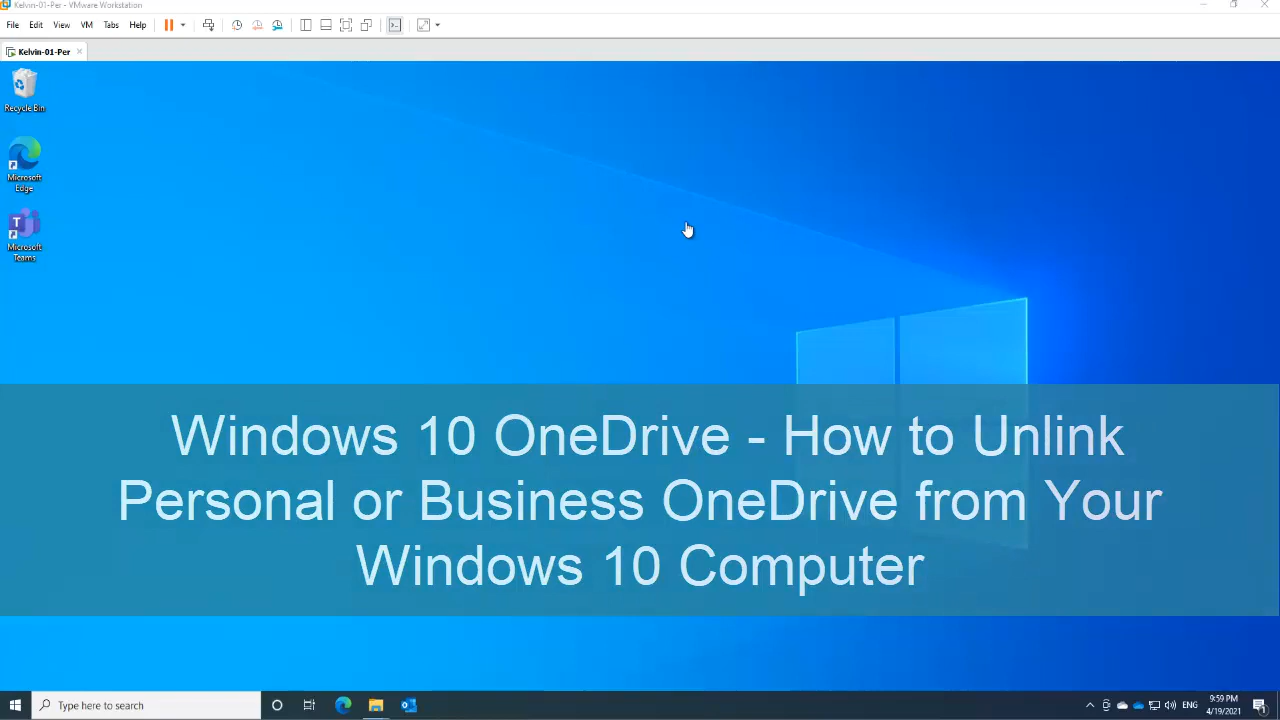 Kelvin-01-Per - VMware Workstation
File Edit View VM Tabs Help
Kelvin-01-Per
Recycle Bin
Microsoft
Edge
Microsoft
Teams
Windows 10 OneDrive - How to Unlink
Personal or Business OneDrive from Your
Windows 10 Computer
Type here to search
ENG
9:59 PM
4/19/2021
1